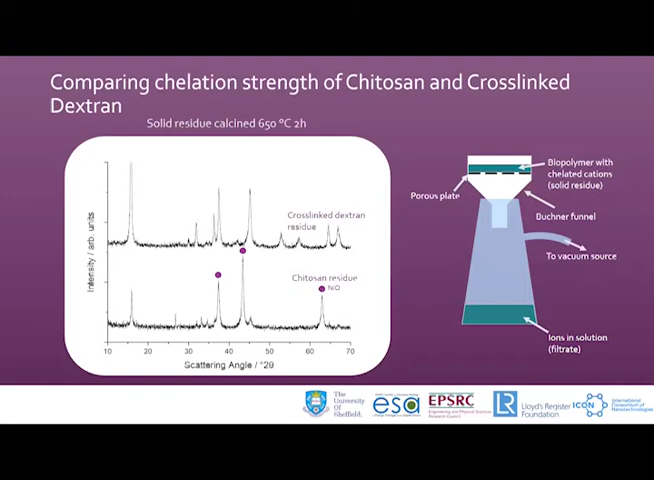 Comparing chelation strength of Chitosan and Crosslinked
Dextran
Solid residue calcined 650 °C 2h
Intensity / arb. units
Crosslinked dextran
residue
Chitosan residue
NiO
10 20 30 40 50 60 70
Scattering Angle / °2θ
Biopolymer with
chelated cations
(solid residue)
Porous plate
Buchner funnel
To vacuum source
Ions in solution
(filtrate)
The
University
Of
Sheffield.
esa
EPSRC
Engineering and Physical Sciences
Research Council
LR
Lloyd's Register
Foundation
ICON
International
Consortium of
Nanotechnologies